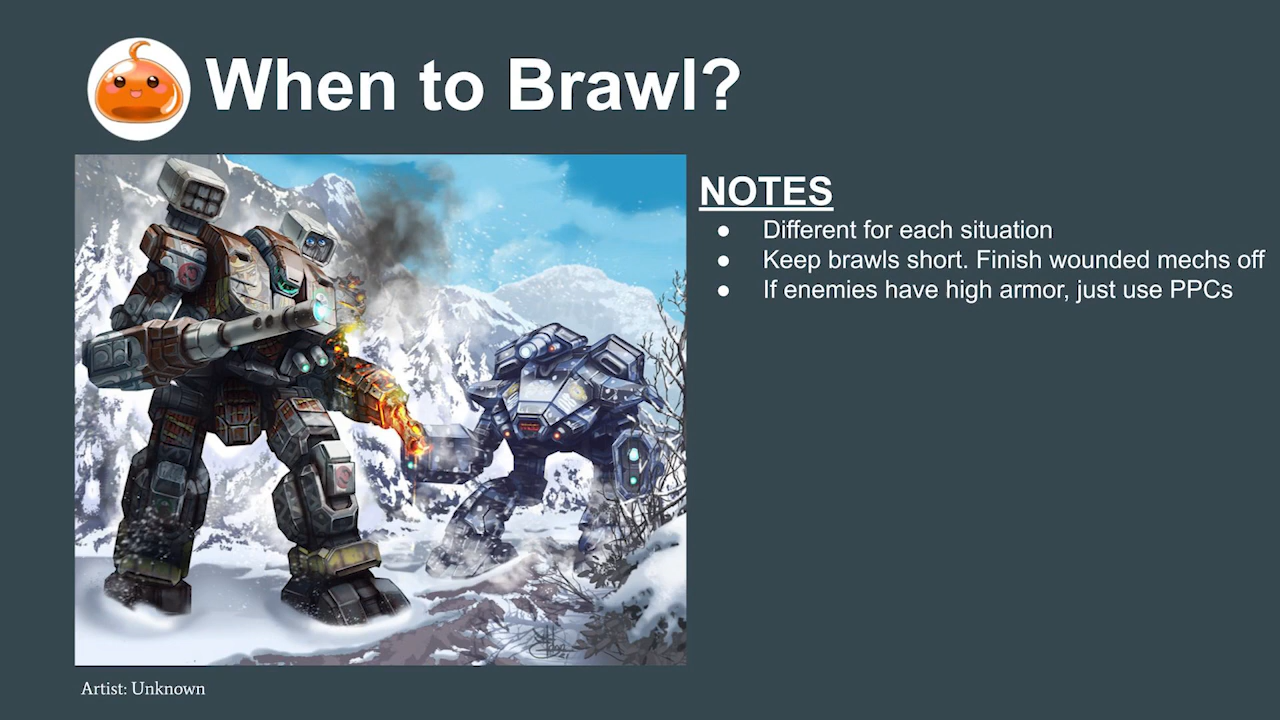 When to Brawl?
NOTES
● Different for each situation
● Keep brawls short. Finish wounded mechs off
● If enemies have high armor, just use PPCs
Artist: Unknown